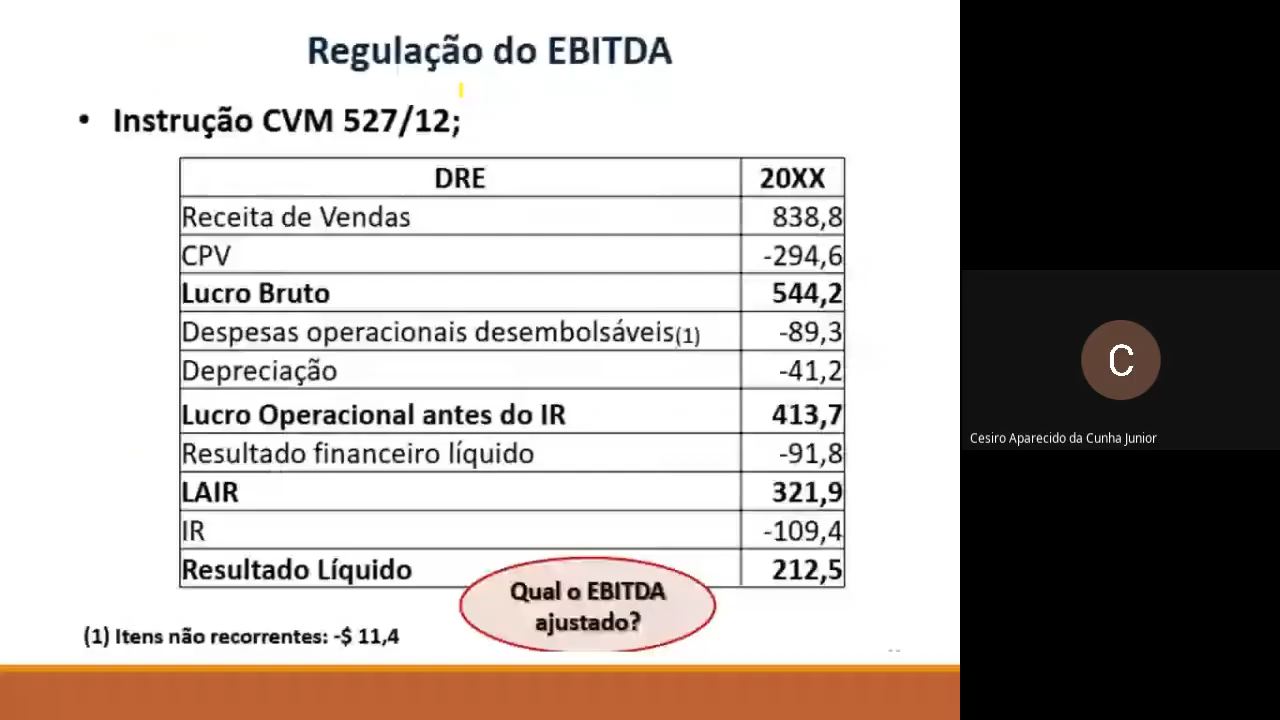 Regulação do EBITDA
• Instrução CVM 527/12;
DRE 20XX
Receita de Vendas 838,8
CPV -294,6
Lucro Bruto 544,2
Despesas operacionais desembolsáveis(1) -89,3
Depreciação -41,2
Lucro Operacional antes do IR 413,7
Resultado financeiro líquido -91,8
LAIR 321,9
IR -109,4
Resultado Líquido 212,5
Qual o EBITDA
ajustado?
(1) Itens não recorrentes: -$ 11,4
C
Cesiro Aparecido da Cunha Junior